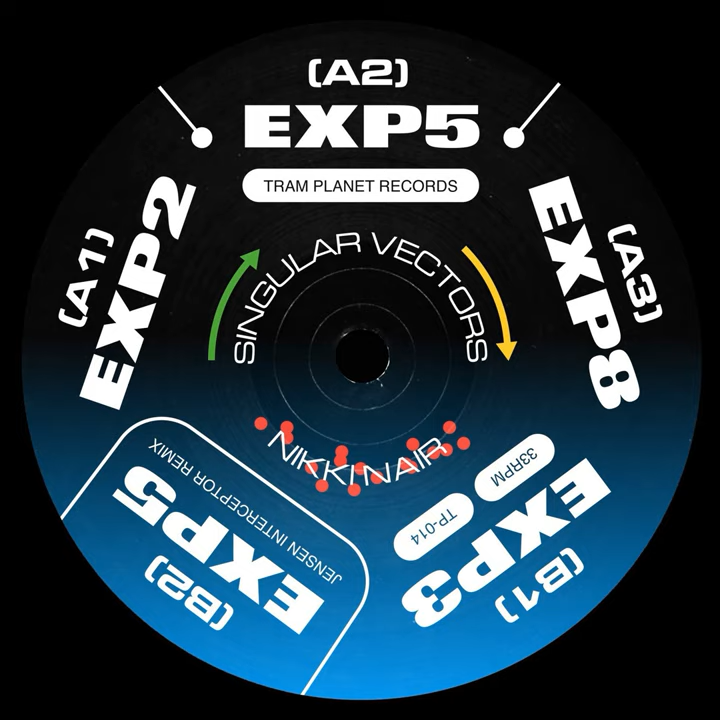 (A1)
EXP2
(A2)
EXP5
TRAM PLANET RECORDS
(A3)
EXP8
SINGULAR VECTORS
NIKKI NAIR
(B1)
EXP3
33RPM
TP-014
(B2)
EXP5
JENSEN INTERCEPTOR REMIX